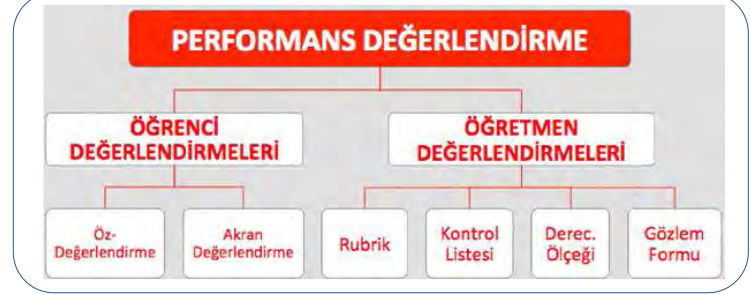 PERFORMANS DEĞERLENDİRME
ÖĞRENCİ
DEĞERLENDİRMELERİ
ÖĞRETMEN
DEĞERLENDİRMELERİ
Öz-
Değerlendirme
Akran
Değerlendirme
Rubrik
Kontrol
Listesi
Derec.
Ölçeği
Gözlem
Formu